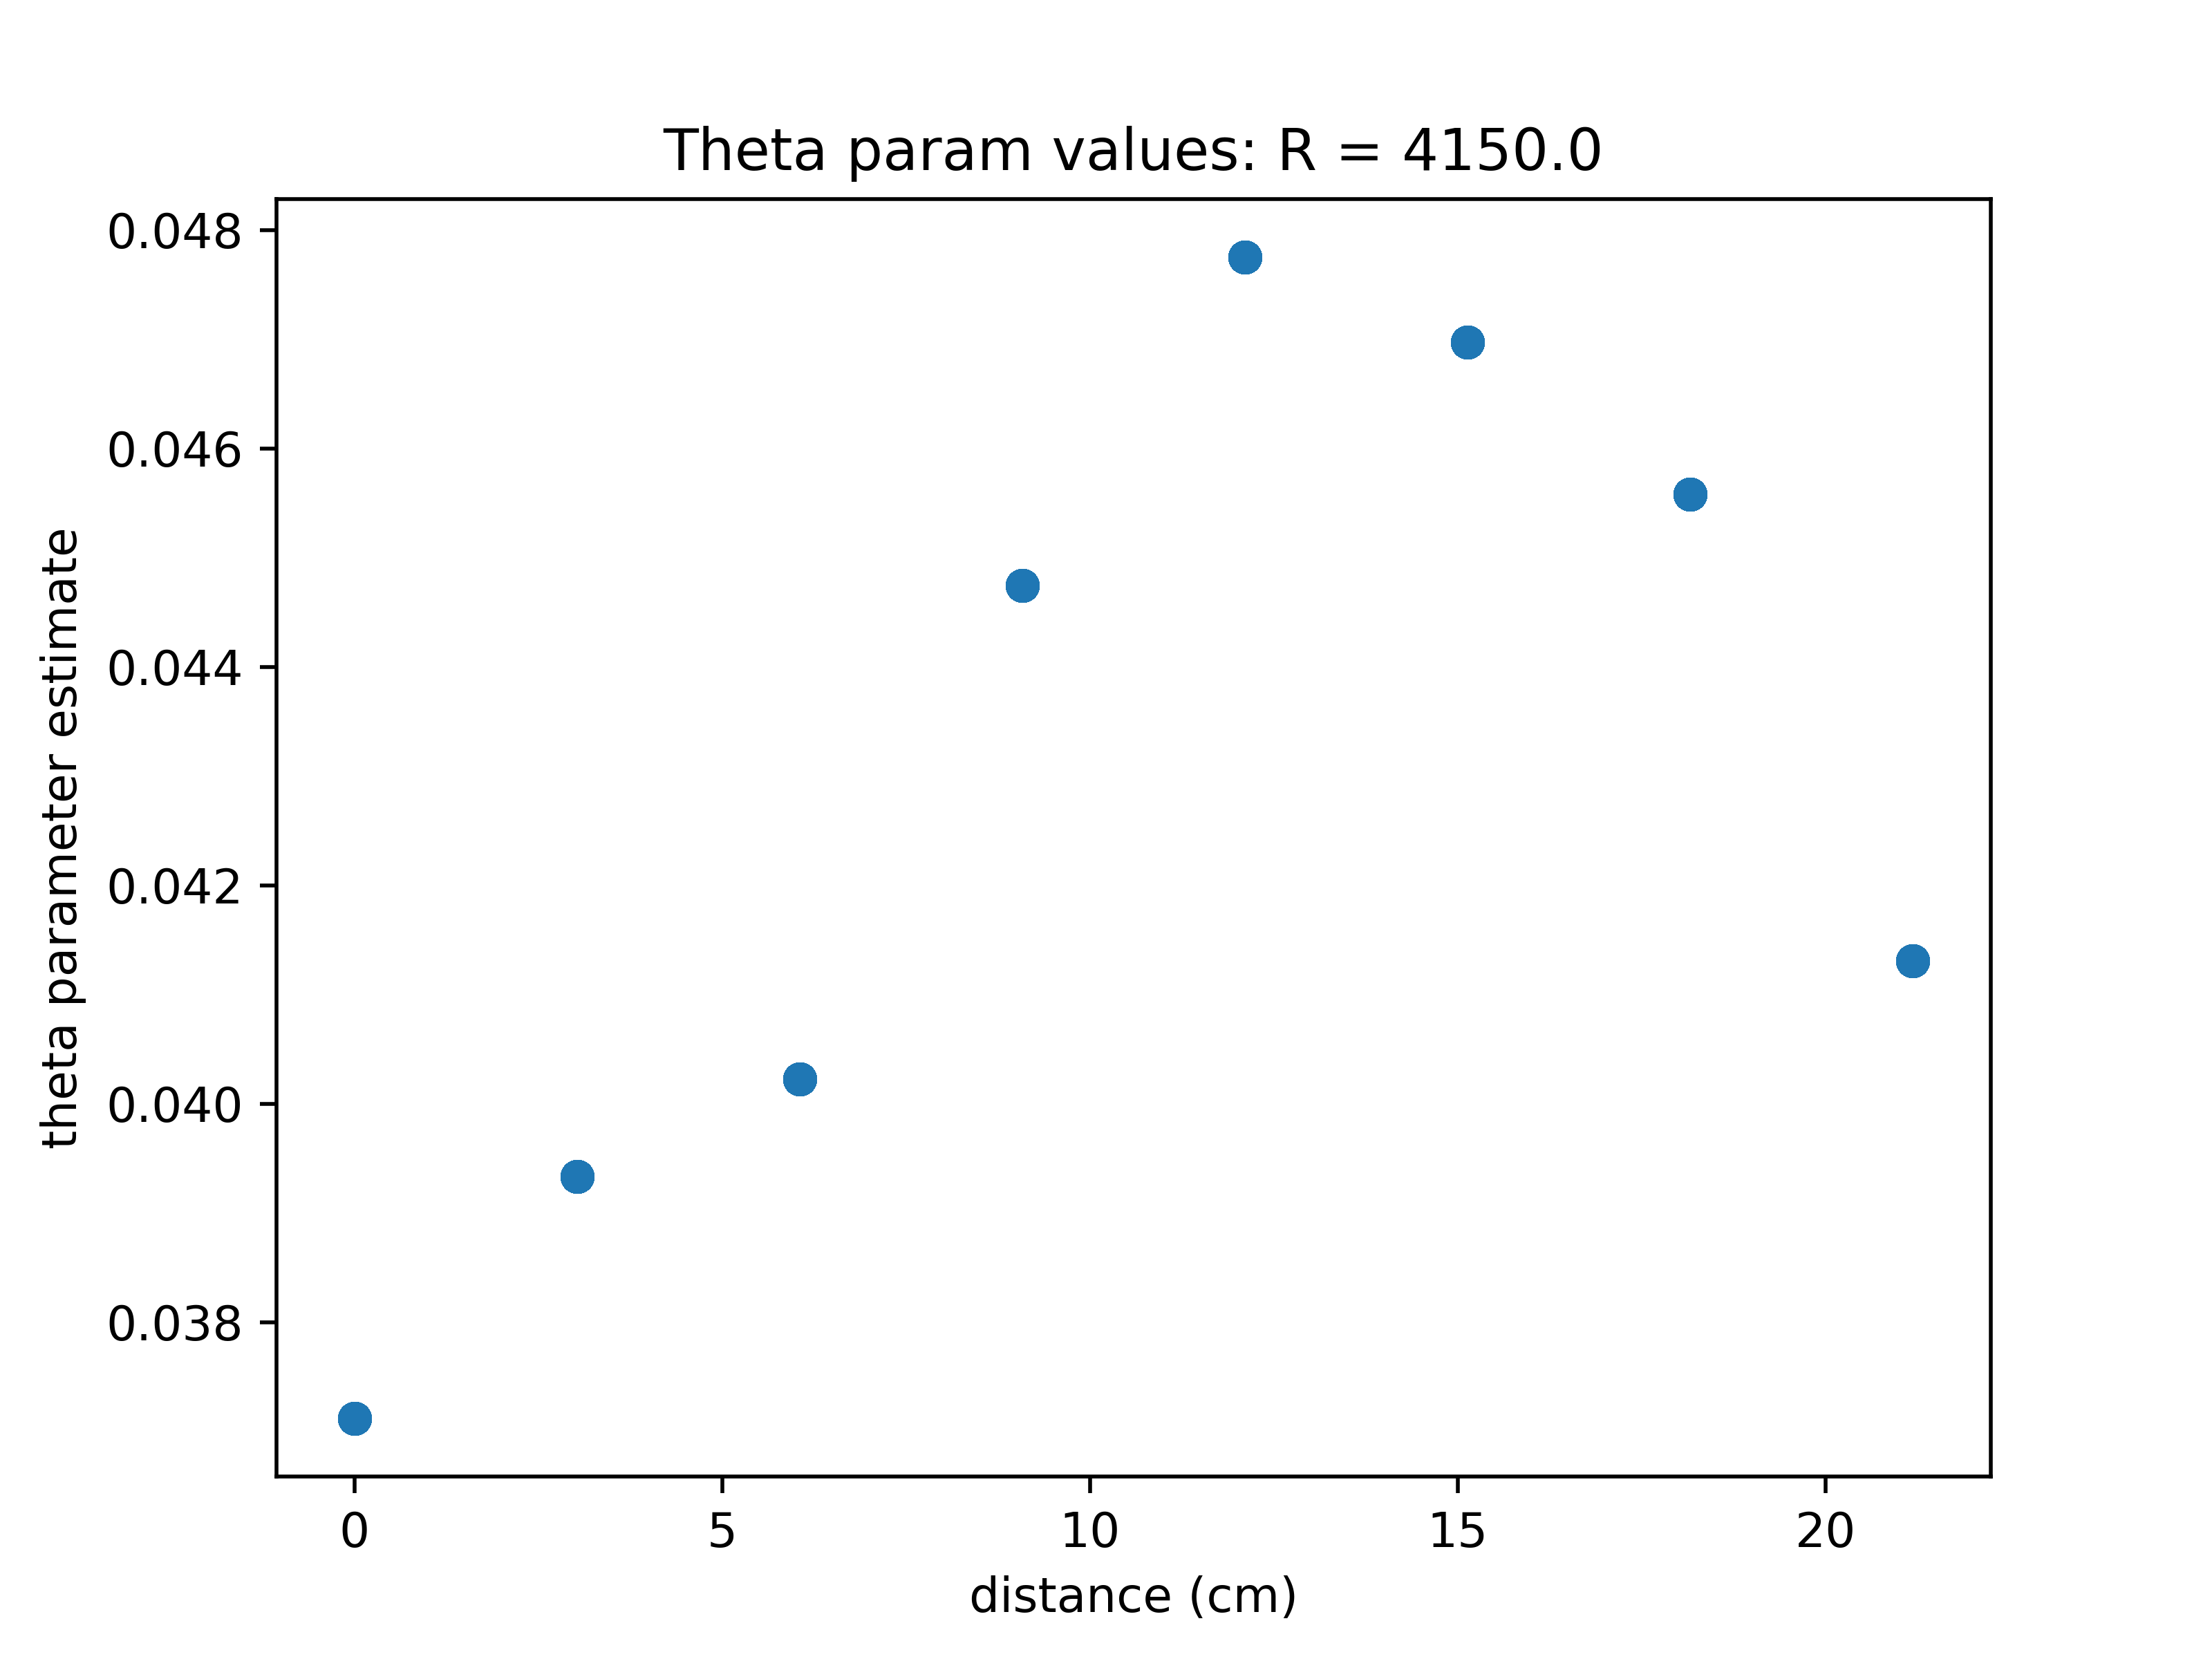 Theta param values: R = 4150.0
0.048
0.046
0.044
0.042
0.040
0.038
theta parameter estimate
0 5 10 15 20
distance (cm)